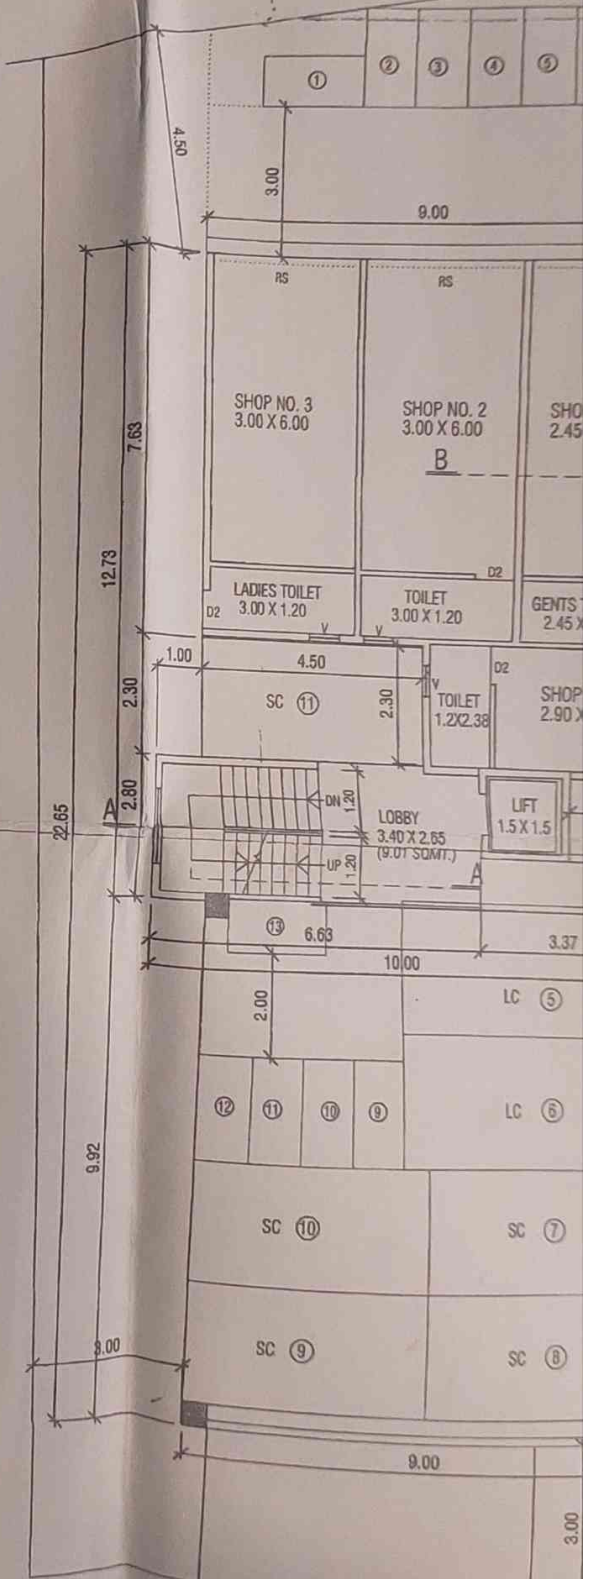 ①
②
③
④
⑤
4.50
3.00
9.00
RS
RS
SHOP NO. 3
3.00 X 6.00
SHOP NO. 2
3.00 X 6.00
SHO
2.45
B
7.63
12.73
D2
LADIES TOILET
3.00 X 1.20
TOILET
3.00 X 1.20
GENTS
2.45 X
D2
V
V
1.00
4.50
D2
2.30
SC ⑪
2.30
V
TOILET
1.2X2.38
SHOP
2.90 X
DN
1.20
LOBBY
3.40 X 2.65
(9.01 SQMT.)
LIFT
1.5 X 1.5
A
2.80
22.65
UP
1.20
A
⑬
6.63
3.37
10.00
2.00
LC ⑤
⑫
⑪
⑩
⑨
LC ⑥
9.92
SC ⑩
SC ⑦
SC ⑨
SC ⑧
9.00
3.00